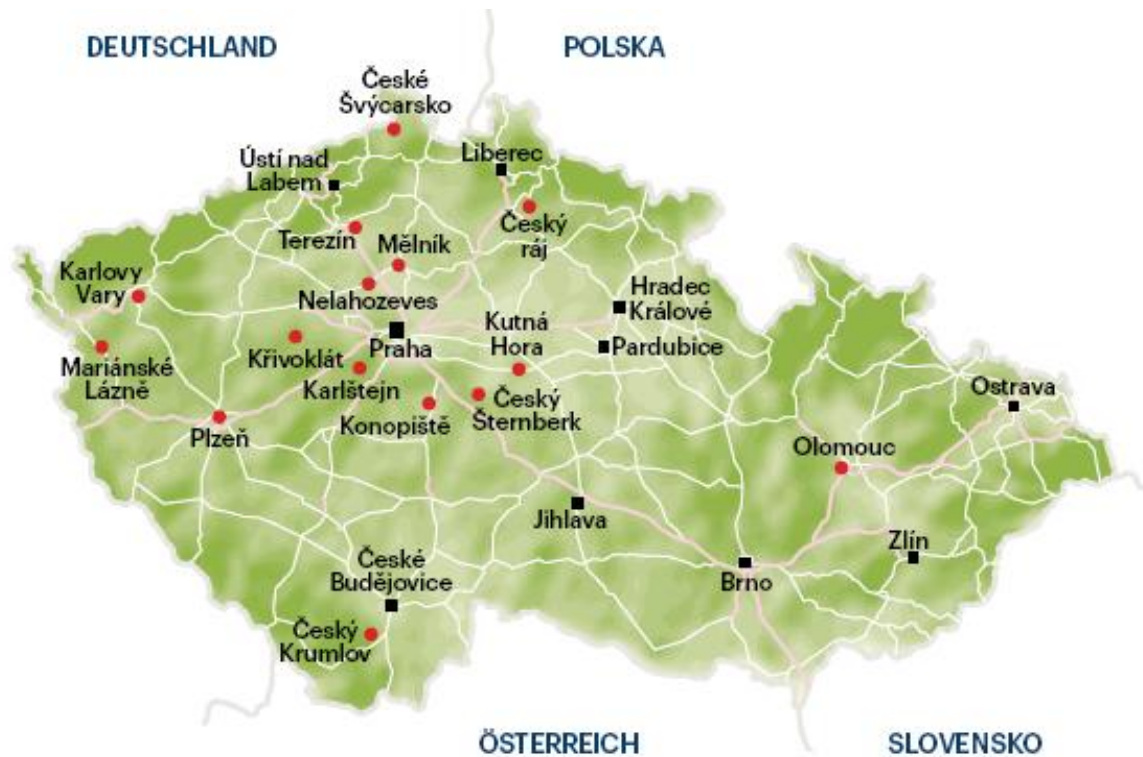 DEUTSCHLAND
POLSKA
České
Švýcarsko
Ústí nad
Labem
Liberec
Český
ráj
Terezín
Mělník
Karlovy
Vary
Nelahozeves
Hradec
Králové
Kutná
Hora
Praha
Pardubice
Mariánské
Lázně
Křivoklát
Karlštejn
Český
Šternberk
Konopiště
Plzeň
Ostrava
Olomouc
Jihlava
Zlín
Brno
České
Budějovice
Český
Krumlov
ÖSTERREICH
SLOVENSKO